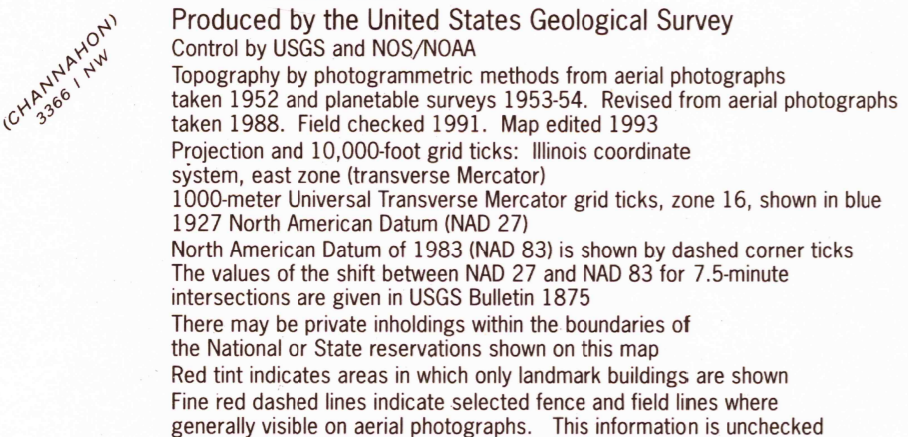 (CHANNAHON)
3366 I NW
Produced by the United States Geological Survey
Control by USGS and NOS/NOAA
Topography by photogrammetric methods from aerial photographs
taken 1952 and planetable surveys 1953-54. Revised from aerial photographs
taken 1988. Field checked 1991. Map edited 1993
Projection and 10,000-foot grid ticks: Illinois coordinate
system, east zone (transverse Mercator)
1000-meter Universal Transverse Mercator grid ticks, zone 16, shown in blue
1927 North American Datum (NAD 27)
North American Datum of 1983 (NAD 83) is shown by dashed corner ticks
The values of the shift between NAD 27 and NAD 83 for 7.5-minute
intersections are given in USGS Bulletin 1875
There may be private inholdings within the boundaries of
the National or State reservations shown on this map
Red tint indicates areas in which only landmark buildings are shown
Fine red dashed lines indicate selected fence and field lines where
generally visible on aerial photographs. This information is unchecked